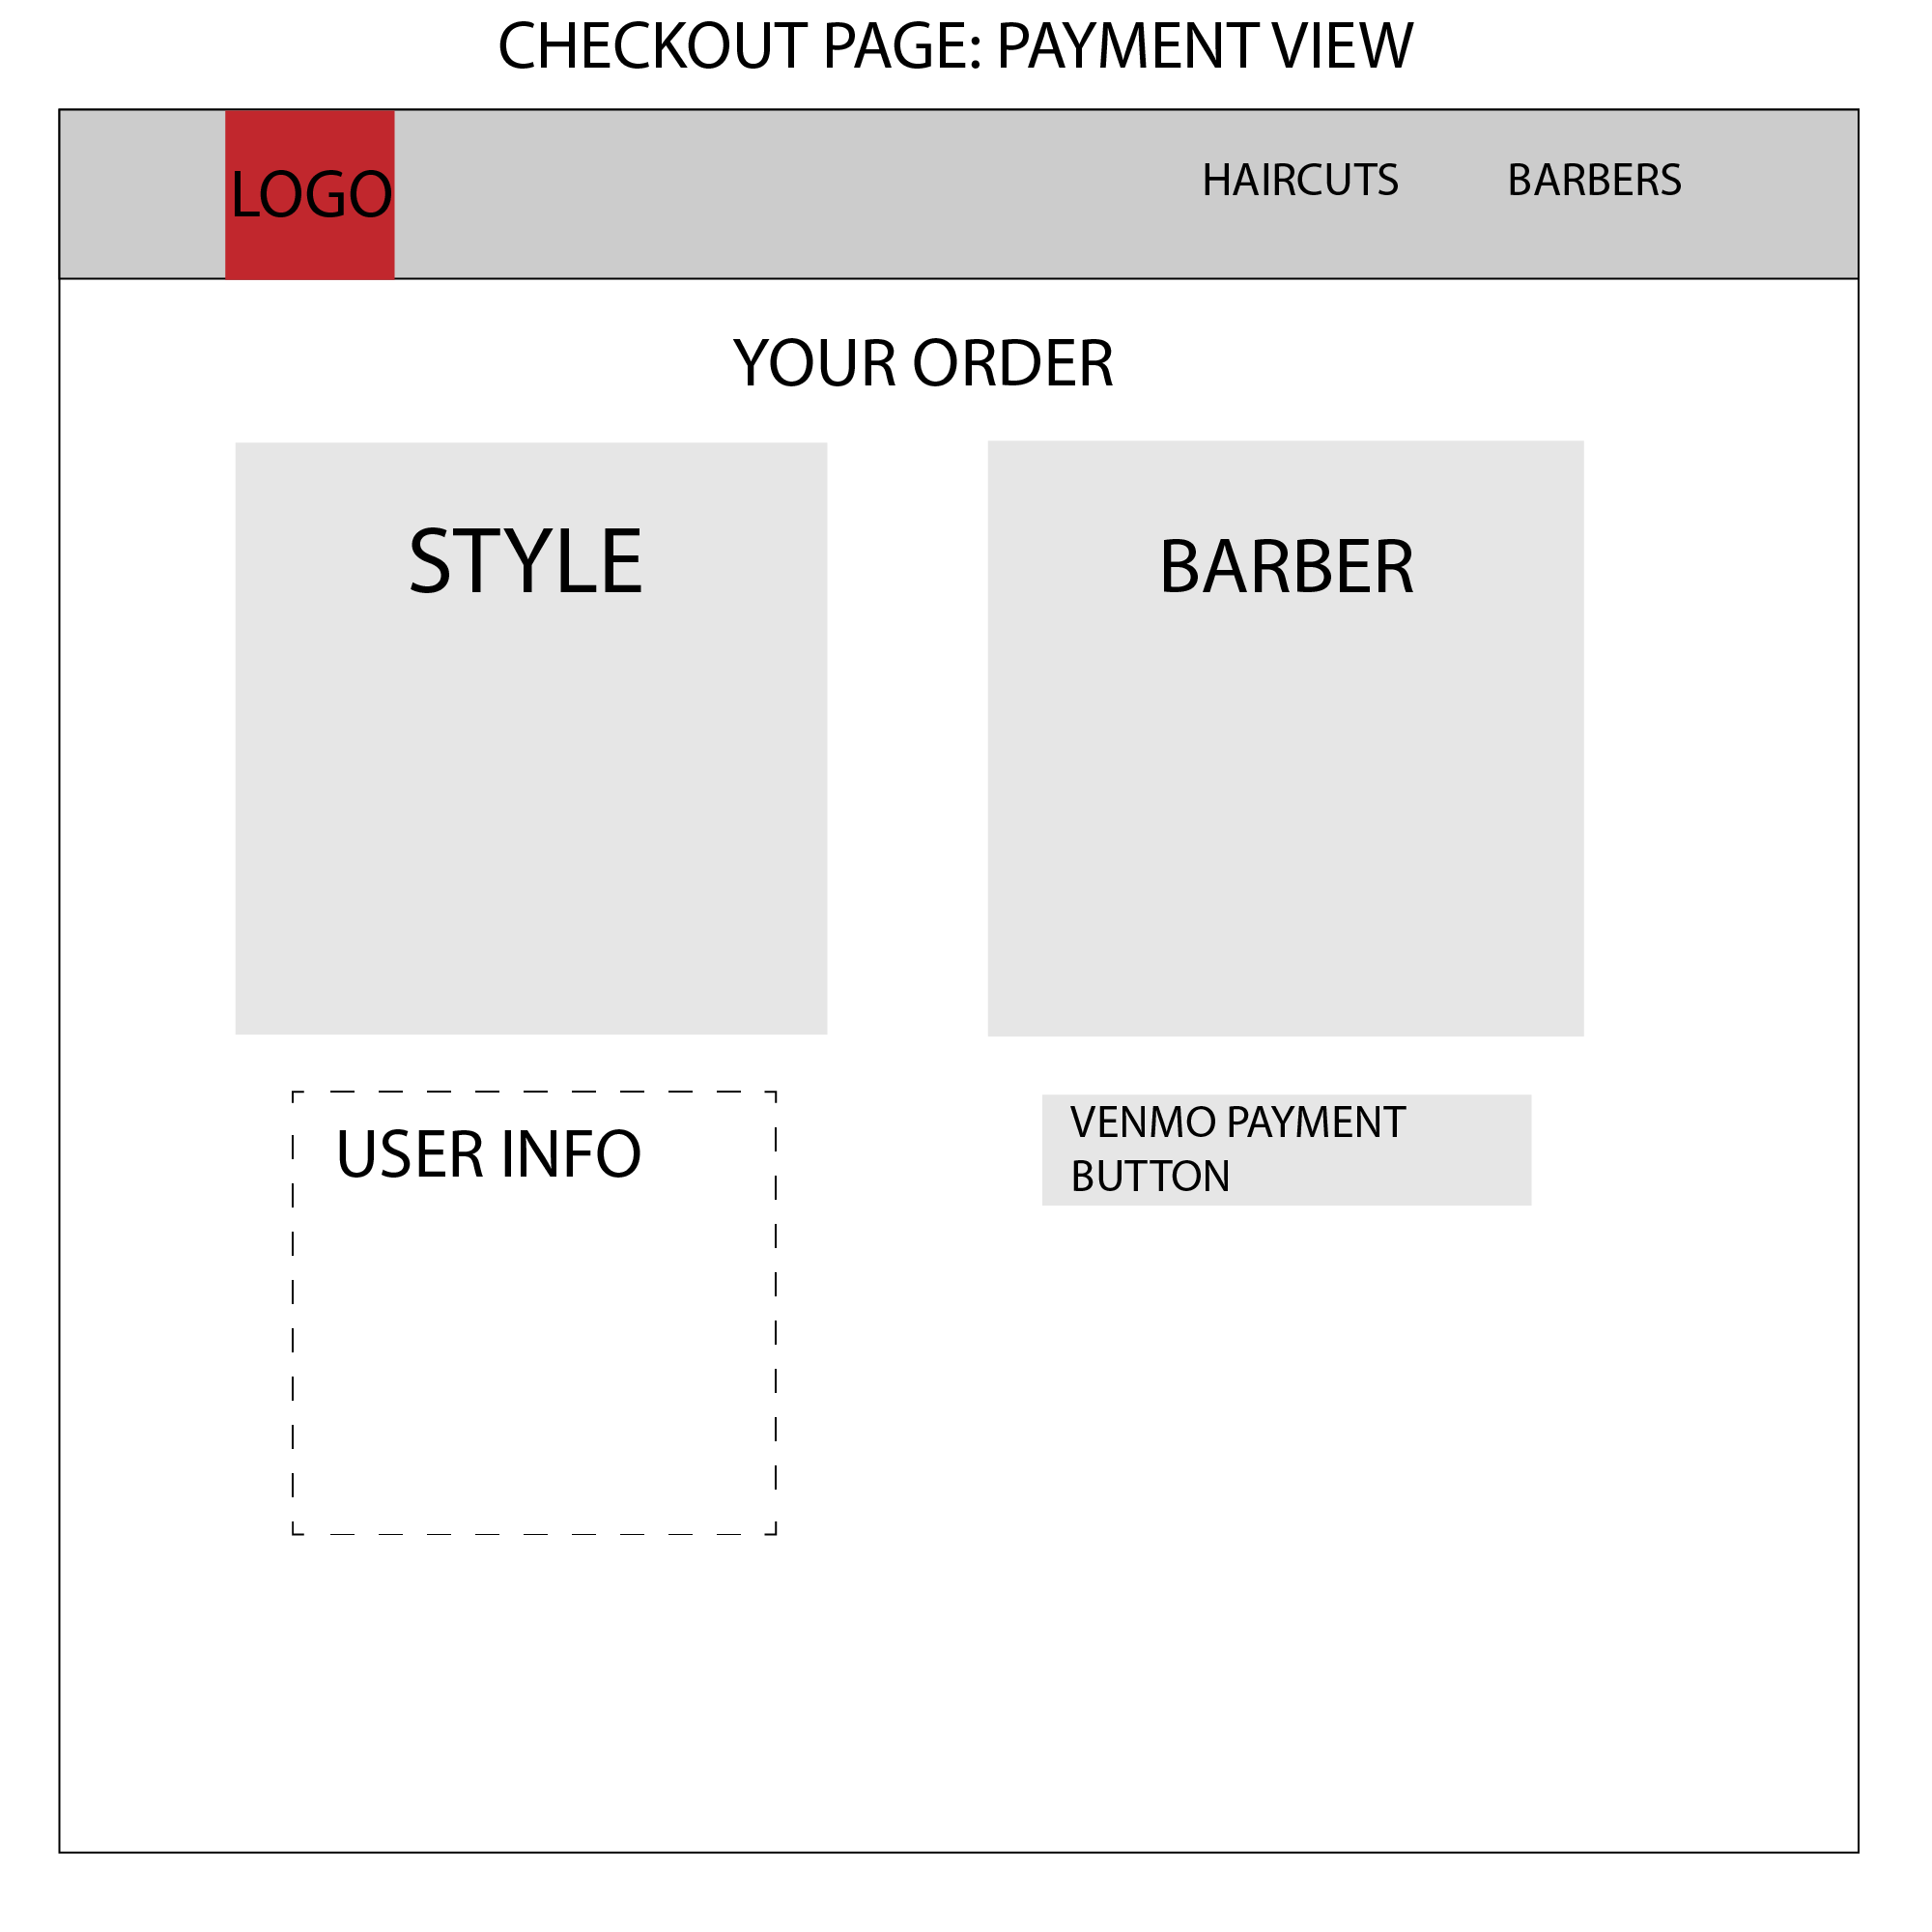 CHECKOUT PAGE: PAYMENT VIEW
LOGO
HAIRCUTS
BARBERS
YOUR ORDER
STYLE
BARBER
USER INFO
VENMO PAYMENT
BUTTON